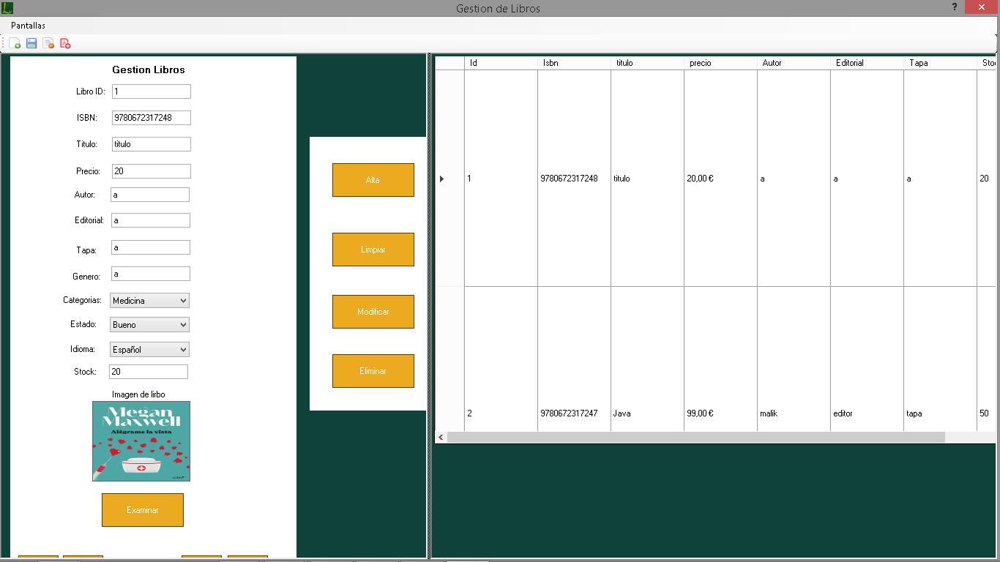 Gestion de Libros
?
Pantallas
Gestion Libros
Libro ID: 1
ISBN: 9780672317248
Titulo: titulo
Precio: 20
Autor: a
Editorial: a
Tapa: a
Genero: a
Categorias: Medicina
Estado: Bueno
Idioma: Español
Stock: 20
Imagen de lirbo
Megan
Maxwell
Alégrame la vista
Examinar
Alta
Limpiar
Modificar
Eliminar
Id Isbn titulo precio Autor Editorial Tapa Stoc
1 9780672317248 titulo 20,00 € a a a 20
2 9780672317247 Java 99,00 € malik editor tapa 50